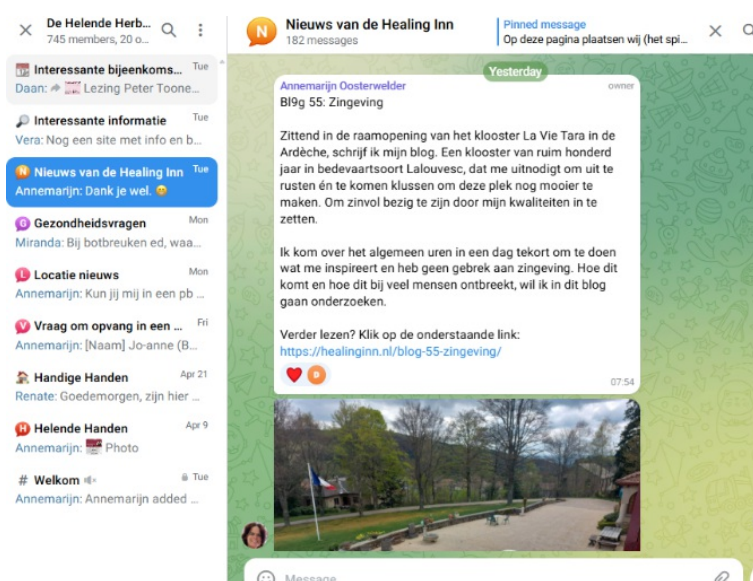 De Helende Herb...
745 members, 20 o...
Interessante bijeenkoms... Tue
Daan: Lezing Peter Toone...
Interessante informatie Tue
Vera: Nog een site met info en b...
N Nieuws van de Healing Inn Tue
Annemarijn: Dank je wel.
G Gezondheidsvragen Mon
Miranda: Bij botbreuken ed, waa...
L Locatie nieuws Mon
Annemarijn: Kun jij mij in een pb ...
V Vraag om opvang in een ... Fri
Annemarijn: [Naam] Jo-anne (B...
Handige Handen Apr 21
Renate: Goedemorgen, zijn hier ...
H Helende Handen Apr 9
Annemarijn: Photo
# Welkom Tue
Annemarijn: Annemarijn added ...
N
Nieuws van de Healing Inn
182 messages
Pinned message
Op deze pagina plaatsen wij (het spi...
Yesterday
Annemarijn Oosterwelder owner
Bl9g 55: Zingeving
Zittend in de raamopening van het klooster La Vie Tara in de
Ardèche, schrijf ik mijn blog. Een klooster van ruim honderd
jaar in bedevaartsoort Lalouvesc, dat me uitnodigt om uit te
rusten én te komen klussen om deze plek nog mooier te
maken. Om zinvol bezig te zijn door mijn kwaliteiten in te
zetten.
Ik kom over het algemeen uren in een dag tekort om te doen
wat me inspireert en heb geen gebrek aan zingeving. Hoe dit
komt en hoe dit bij veel mensen ontbreekt, wil ik in dit blog
gaan onderzoeken.
Verder lezen? Klik op de onderstaande link:
https://healinginn.nl/blog-55-zingeving/
D
07:54
Message